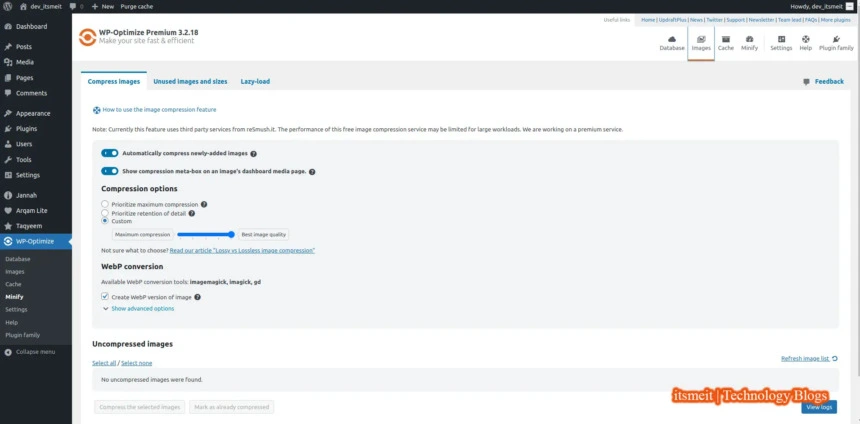 dev_itsmeit 0 New Purge cache Howdy, dev_itsmeit
Useful links Home | UpdraftPlus | News | Twitter | Support | Newsletter | Team lead | FAQs | More plugins
WP-Optimize Premium 3.2.18
Make your site fast & efficient
Database Images Cache Minify Settings Help Plugin family
Dashboard
Posts
Media
Pages
Comments
Appearance
Plugins
Users
Tools
Settings
Jannah
Arqam Lite
Taqyeem
WP-Optimize
Database
Images
Cache
Minify
Settings
Help
Plugin family
Collapse menu
Compress images Unused images and sizes Lazy-load Feedback
How to use the image compression feature
Note: Currently this feature uses third party services from reSmush.it. The performance of this free image compression service may be limited for large workloads. We are working on a premium service.
Automatically compress newly-added images
Show compression meta-box on an image's dashboard media page.
Compression options
Prioritize maximum compression
Prioritize retention of detail
Custom
Maximum compression Best image quality
Not sure what to choose? Read our article "Lossy vs Lossless image compression"
WebP conversion
Available WebP conversion tools: imagemagick, imagick, gd
Create WebP version of image
Show advanced options
Uncompressed images
Select all / Select none Refresh image list
No uncompressed images were found.
itsmeit | Technology Blogs
Compress the selected images Mark as already compressed View logs